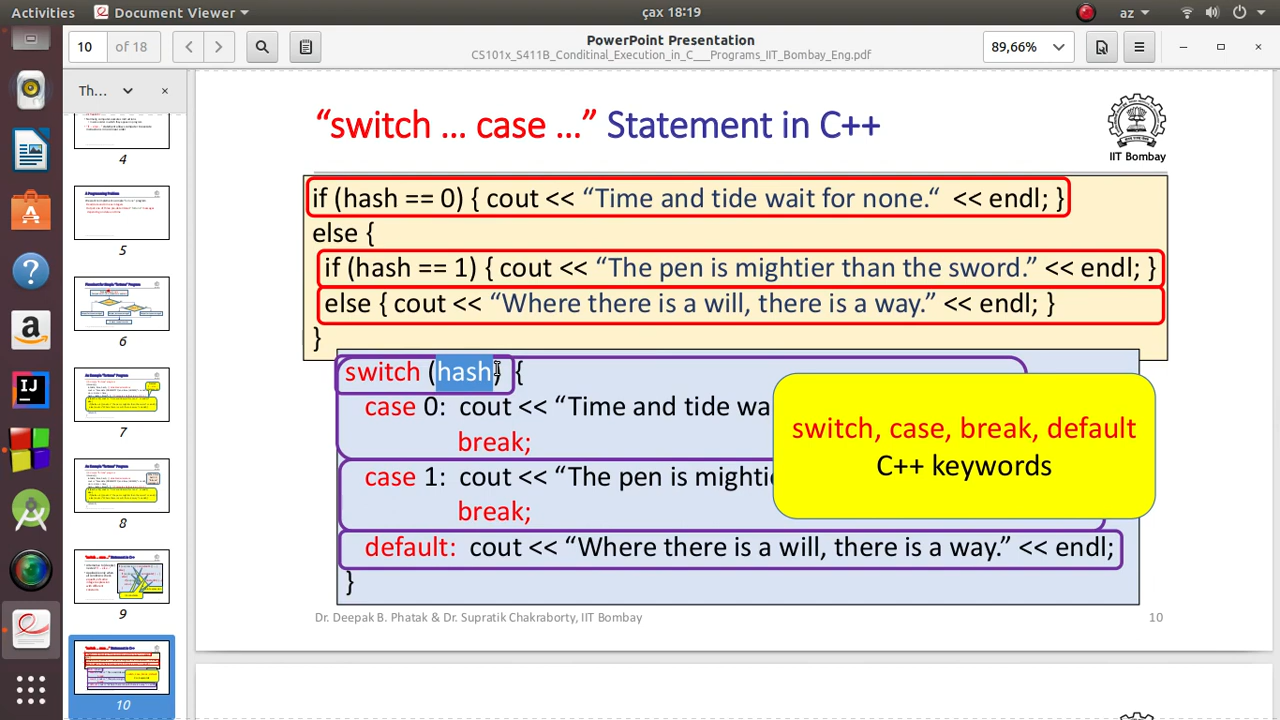 Activities Document Viewer çax 18:19 az
10 of 18
PowerPoint Presentation
CS101x_S411B_Conditinal_Execution_in_C___Programs_IIT_Bombay_Eng.pdf
89,66%
Th...
4
5
6
7
8
9
10
“switch ... case ...” Statement in C++
IIT Bombay
if (hash == 0) { cout << “Time and tide wait for none.“ << endl; }
else {
if (hash == 1) { cout << “The pen is mightier than the sword.” << endl; }
else { cout << “Where there is a will, there is a way.” << endl; }
}
switch (hash) {
case 0: cout << “Time and tide wa
break;
case 1: cout << “The pen is mightie
break;
default: cout << “Where there is a will, there is a way.” << endl;
}
switch, case, break, default
C++ keywords
Dr. Deepak B. Phatak & Dr. Supratik Chakraborty, IIT Bombay 10